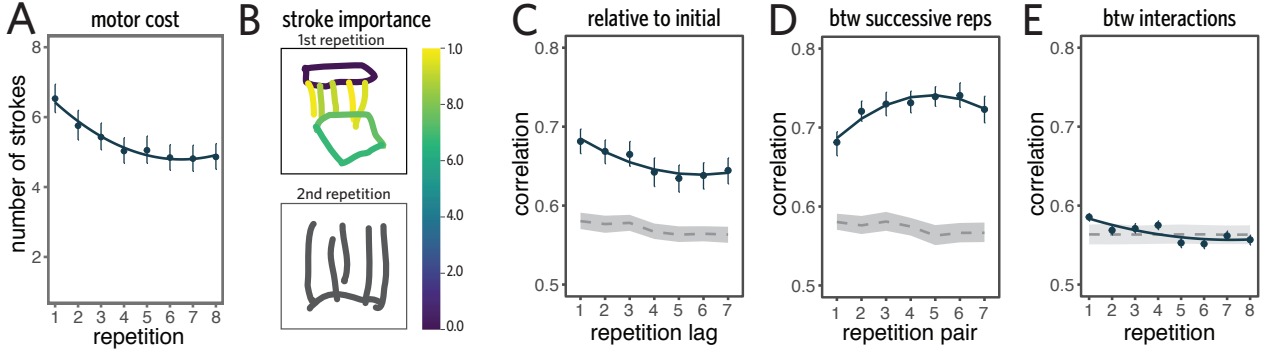 A
motor cost
number of strokes
8
6
4
2
1 2 3 4 5 6 7 8
repetition
B
stroke importance
1st repetition
2nd repetition
1.0
8.0
6.0
4.0
2.0
0.0
C
relative to initial
correlation
0.8
0.7
0.6
0.5
1 2 3 4 5 6 7
repetition lag
D
btw successive reps
correlation
0.8
0.7
0.6
0.5
1 2 3 4 5 6 7
repetition pair
E
btw interactions
correlation
0.8
0.7
0.6
0.5
1 2 3 4 5 6 7 8
repetition